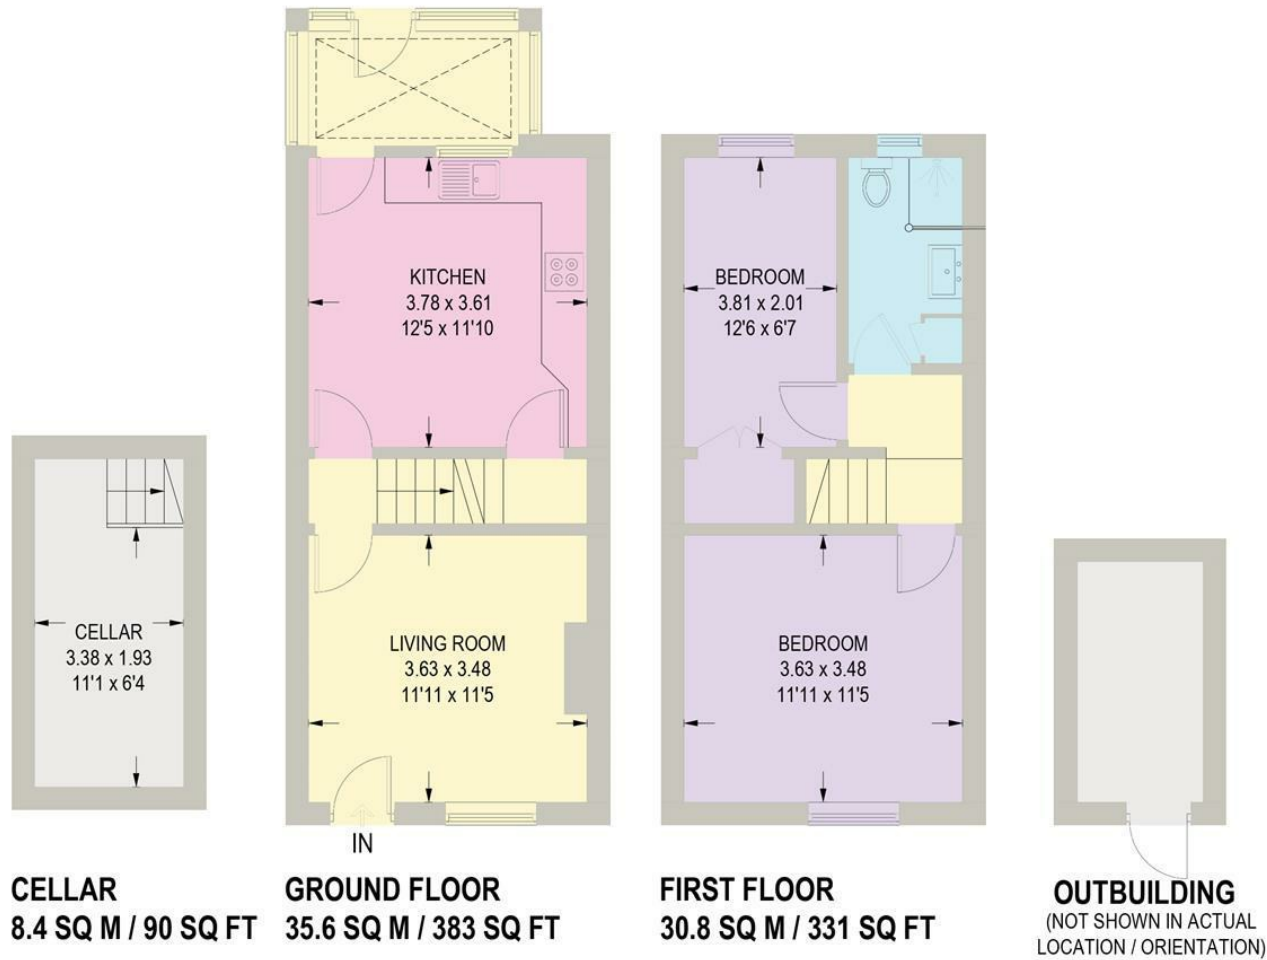 KITCHEN
3.78 x 3.61
12'5 x 11'10
BEDROOM
3.81 x 2.01
12'6 x 6'7
CELLAR
3.38 x 1.93
11'1 x 6'4
LIVING ROOM
3.63 x 3.48
11'11 x 11'5
BEDROOM
3.63 x 3.48
11'11 x 11'5
IN
CELLAR
8.4 SQ M / 90 SQ FT
GROUND FLOOR
35.6 SQ M / 383 SQ FT
FIRST FLOOR
30.8 SQ M / 331 SQ FT
OUTBUILDING
(NOT SHOWN IN ACTUAL
LOCATION / ORIENTATION)